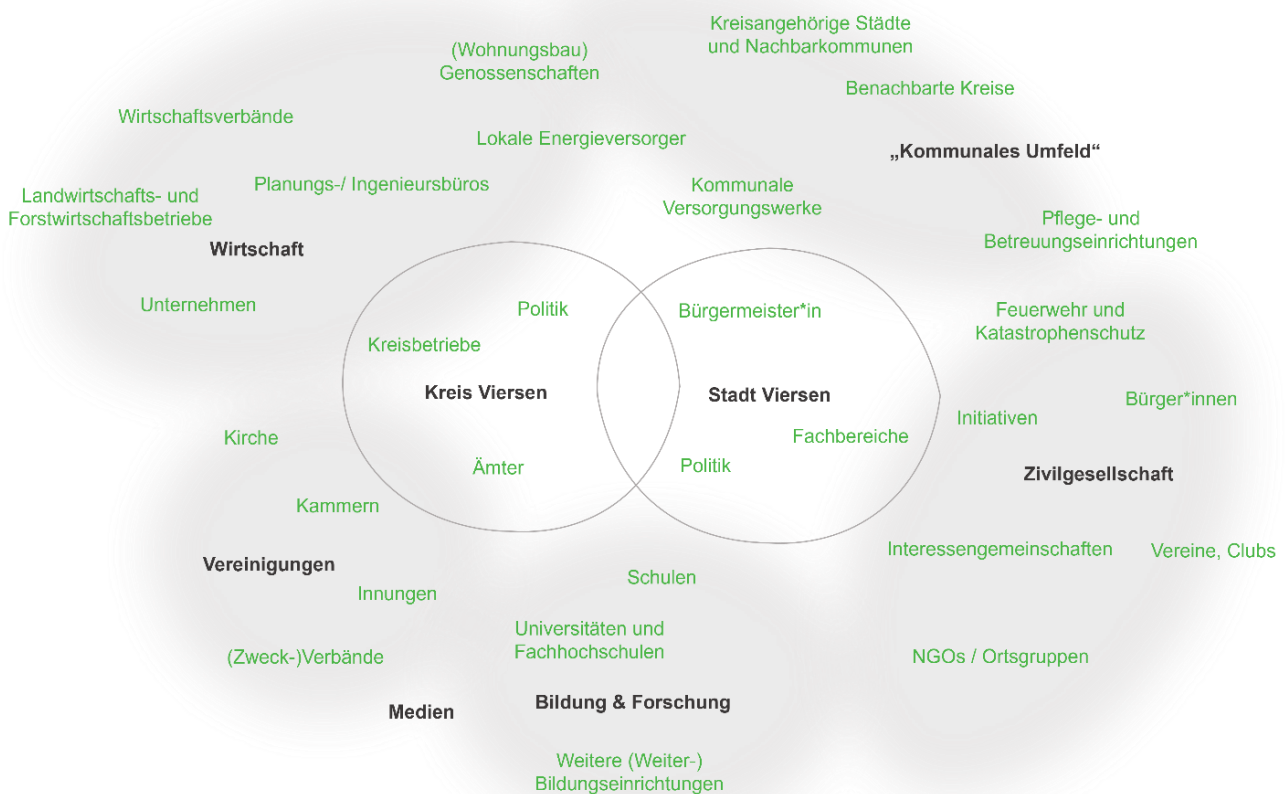 Kreisangehörige Städte
und Nachbarkommunen
(Wohnungsbau)
Genossenschaften
Benachbarte Kreise
Wirtschaftsverbände
Lokale Energieversorger
„Kommunales Umfeld“
Planungs-/ Ingenieursbüros
Kommunale
Versorgungswerke
Landwirtschafts- und
Forstwirtschaftsbetriebe
Pflege- und
Betreuungseinrichtungen
Wirtschaft
Unternehmen
Politik
Bürgermeister*in
Feuerwehr und
Katastrophenschutz
Kreisbetriebe
Kreis Viersen
Stadt Viersen
Bürger*innen
Initiativen
Kirche
Fachbereiche
Ämter
Politik
Zivilgesellschaft
Kammern
Interessengemeinschaften
Vereine, Clubs
Vereinigungen
Schulen
Innungen
Universitäten und
Fachhochschulen
(Zweck-)Verbände
NGOs / Ortsgruppen
Bildung & Forschung
Medien
Weitere (Weiter-)
Bildungseinrichtungen